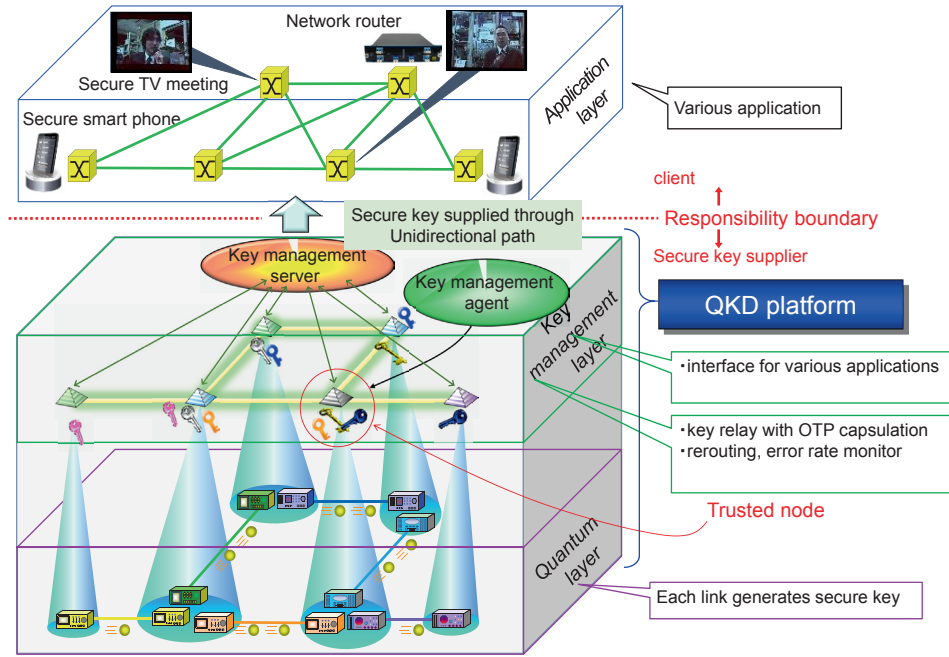 Network router
Secure TV meeting
Secure smart phone
Application
layer
Various application
client
Responsibility boundary
Secure key supplier
Secure key supplied through
Unidirectional path
Key management
server
Key management
agent
Key
management
layer
QKD platform
・interface for various applications
・key relay with OTP capsulation
・rerouting, error rate monitor
Trusted node
Quantum
layer
Each link generates secure key